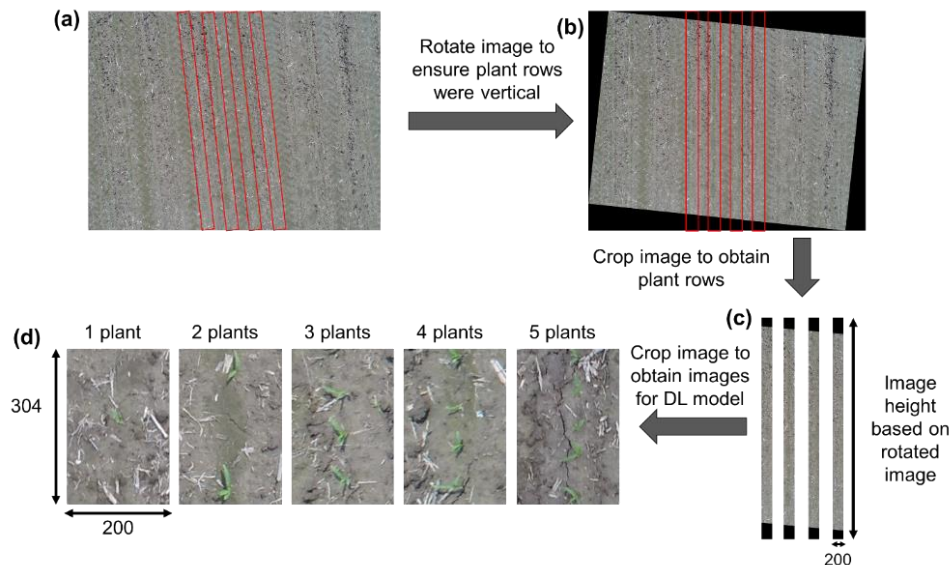 (a)
Rotate image to
ensure plant rows
were vertical
(b)
Crop image to obtain
plant rows
(c)
Image
height
based on
rotated
image
200
Crop image to
obtain images
for DL model
(d)
1 plant
2 plants
3 plants
4 plants
5 plants
304
200